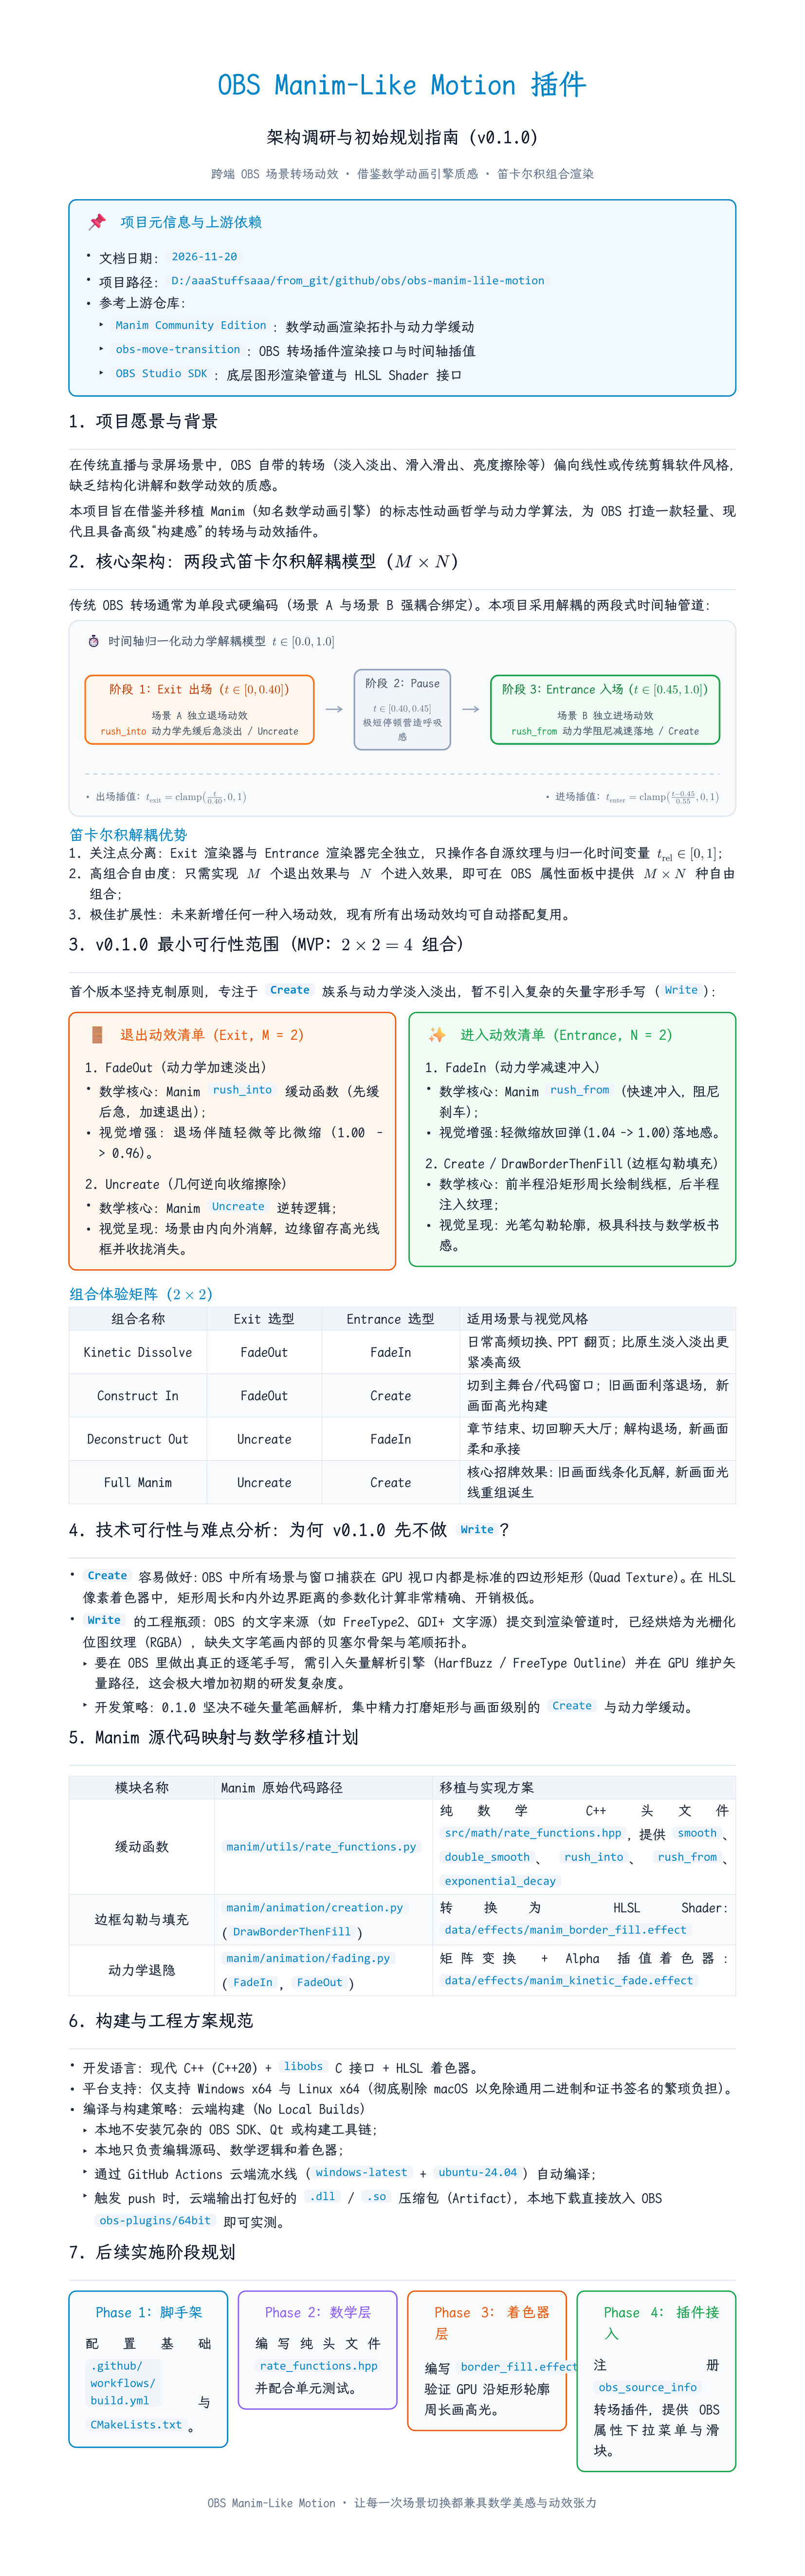 OBS Manim-Like Motion 插件
架构调研与初始规划指南 (v0.1.0)
跨端 OBS 场景转场动效 · 借鉴数学动画引擎质感 · 笛卡尔积组合渲染
📌 项目元信息与上游依赖
• 文档日期: 2026-11-20
• 项目路径: D:/aaaStuffsaaa/from_git/github/obs/obs-manim-lile-motion
• 参考上游仓库:
‣ Manim Community Edition : 数学动画渲染拓扑与动力学缓动
‣ obs-move-transition : OBS 转场插件渲染接口与时间轴插值
‣ OBS Studio SDK : 底层图形渲染管道与 HLSL Shader 接口
1. 项目愿景与背景
在传统直播与录屏场景中, OBS 自带的转场 (淡入淡出、滑入滑出、亮度擦除等) 偏向线性或传统剪辑软件风格,
缺乏结构化讲解和数学动效的质感。
本项目旨在借鉴并移植 Manim (知名数学动画引擎) 的标志性动画哲学与动力学算法, 为 OBS 打造一款轻量、现
代且具备高级“构建感”的转场与动效插件。
2. 核心架构: 两段式笛卡尔积解耦模型 (M × N)
传统 OBS 转场通常为单段式硬编码 (场景 A 与场景 B 强耦合绑定)。本项目采用解耦的两段式时间轴管道:
⏱ 时间轴归一化动力学解耦模型 t ∈ [0.0, 1.0]
阶段 1: Exit 出场 (t ∈ [0, 0.40])
场景 A 独立退场动效
rush_into 动力学先缓后急淡出 / Uncreate
→
阶段 2: Pause
t ∈ [0.40, 0.45]
极短停顿营造呼吸
感
→
阶段 3: Entrance 入场 (t ∈ [0.45, 1.0])
场景 B 独立进场动效
rush_from 动力学阻尼减速落地 / Create
• 出场插值: t_exit = clamp(t/0.40, 0, 1)
• 进场插值: t_enter = clamp((t−0.45)/0.55, 0, 1)
笛卡尔积解耦优势
1. 关注点分离: Exit 渲染器与 Entrance 渲染器完全独立, 只操作各自源纹理与归一化时间变量 t_rel ∈ [0, 1];
2. 高组合自由度: 只需实现 M 个退出效果与 N 个进入效果, 即可在 OBS 属性面板中提供 M × N 种自由
组合;
3. 极佳扩展性: 未来新增任何一种入场动效, 现有所有出场动效均可自动搭配复用。
3. v0.1.0 最小可行性范围 (MVP: 2 × 2 = 4 组合)
首个版本坚持克制原则, 专注于 Create 族系与动力学淡入淡出, 暂不引入复杂的矢量字形手写 ( Write ):
🚪 退出动效清单 (Exit, M = 2)
1. FadeOut (动力学加速淡出)
• 数学核心: Manim rush_into 缓动函数 (先缓
后急, 加速退出);
• 视觉增强: 退场伴随轻微等比微缩 (1.00 -
> 0.96)。
2. Uncreate (几何逆向收缩擦除)
• 数学核心: Manim Uncreate 逆转逻辑;
• 视觉呈现: 场景由内向外消解, 边缘留存高光线
框并收拢消失。
✨ 进入动效清单 (Entrance, N = 2)
1. FadeIn (动力学减速冲入)
• 数学核心: Manim rush_from (快速冲入, 阻尼
刹车);
• 视觉增强: 轻微缩放回弹(1.04 -> 1.00)落地感。
2. Create / DrawBorderThenFill (边框勾勒填充)
• 数学核心: 前半程沿矩形周长绘制线框, 后半程
注入纹理;
• 视觉呈现: 光笔勾勒轮廓, 极具科技与数学板书
感。
组合体验矩阵 (2 × 2)
组合名称 Exit 选型 Entrance 选型 适用场景与视觉风格
Kinetic Dissolve FadeOut FadeIn 日常高频切换、PPT 翻页; 比原生淡入淡出更
紧凑高级
Construct In FadeOut Create 切到主舞台/代码窗口; 旧画面利落退场, 新
画面高光构建
Deconstruct Out Uncreate FadeIn 章节结束、切回聊天大厅; 解构退场, 新画面
柔和承接
Full Manim Uncreate Create 核心招牌效果: 旧画面线条化瓦解, 新画面光
线重组诞生
4. 技术可行性与难点分析: 为何 v0.1.0 先不做 Write ?
• Create 容易做好: OBS 中所有场景与窗口捕获在 GPU 视口内都是标准的四边形矩形 (Quad Texture)。在 HLSL
像素着色器中, 矩形周长和内外边界距离的参数化计算非常精确、开销极低。
• Write 的工程瓶颈: OBS 的文字来源 (如 FreeType2、GDI+ 文字源) 提交到渲染管道时, 已经烘焙为光栅化
位图纹理 (RGBA) , 缺失文字笔画内部的贝塞尔骨架与笔顺拓扑。
‣ 要在 OBS 里做出真正的逐笔手写, 需引入矢量解析引擎 (HarfBuzz / FreeType Outline) 并在 GPU 维护矢
量路径, 这会极大增加初期的研发复杂度。
‣ 开发策略: 0.1.0 坚决不碰矢量笔画解析, 集中精力打磨矩形与画面级别的 Create 与动力学缓动。
5. Manim 源代码映射与数学移植计划
模块名称 Manim 原始代码路径 移植与实现方案
缓动函数 manim/utils/rate_functions.py 纯数学 C++ 头文件
src/math/rate_functions.hpp , 提供 smooth 、
double_smooth 、 rush_into 、 rush_from 、
exponential_decay
边框勾勒与填充 manim/animation/creation.py
( DrawBorderThenFill )
转换为 HLSL Shader:
data/effects/manim_border_fill.effect
动力学退隐 manim/animation/fading.py
( FadeIn , FadeOut )
矩阵变换 + Alpha 插值着色器:
data/effects/manim_kinetic_fade.effect
6. 构建与工程方案规范
• 开发语言: 现代 C++ (C++20) + libobs C 接口 + HLSL 着色器。
• 平台支持: 仅支持 Windows x64 与 Linux x64 (彻底剔除 macOS 以免除通用二进制和证书签名的繁琐负担)。
• 编译与构建策略: 云端构建 (No Local Builds)
‣ 本地不安装冗杂的 OBS SDK、Qt 或构建工具链;
‣ 本地只负责编辑源码、数学逻辑和着色器;
‣ 通过 GitHub Actions 云端流水线 ( windows-latest + ubuntu-24.04 ) 自动编译;
‣ 触发 push 时, 云端输出打包好的 .dll / .so 压缩包 (Artifact), 本地下载直接放入 OBS
obs-plugins/64bit 即可实测。
7. 后续实施阶段规划
Phase 1: 脚手架
配置基础
.github/
workflows/
build.yml 与
CMakeLists.txt 。
Phase 2: 数学层
编写纯头文件
rate_functions.hpp
并配合单元测试。
Phase 3: 着色器
层
编写 border_fill.effect
验证 GPU 沿矩形轮廓
周长画高光。
Phase 4: 插件接
入
注册
obs_source_info
转场插件, 提供 OBS
属性下拉菜单与滑
块。
OBS Manim-Like Motion · 让每一次场景切换都兼具数学美感与动效张力